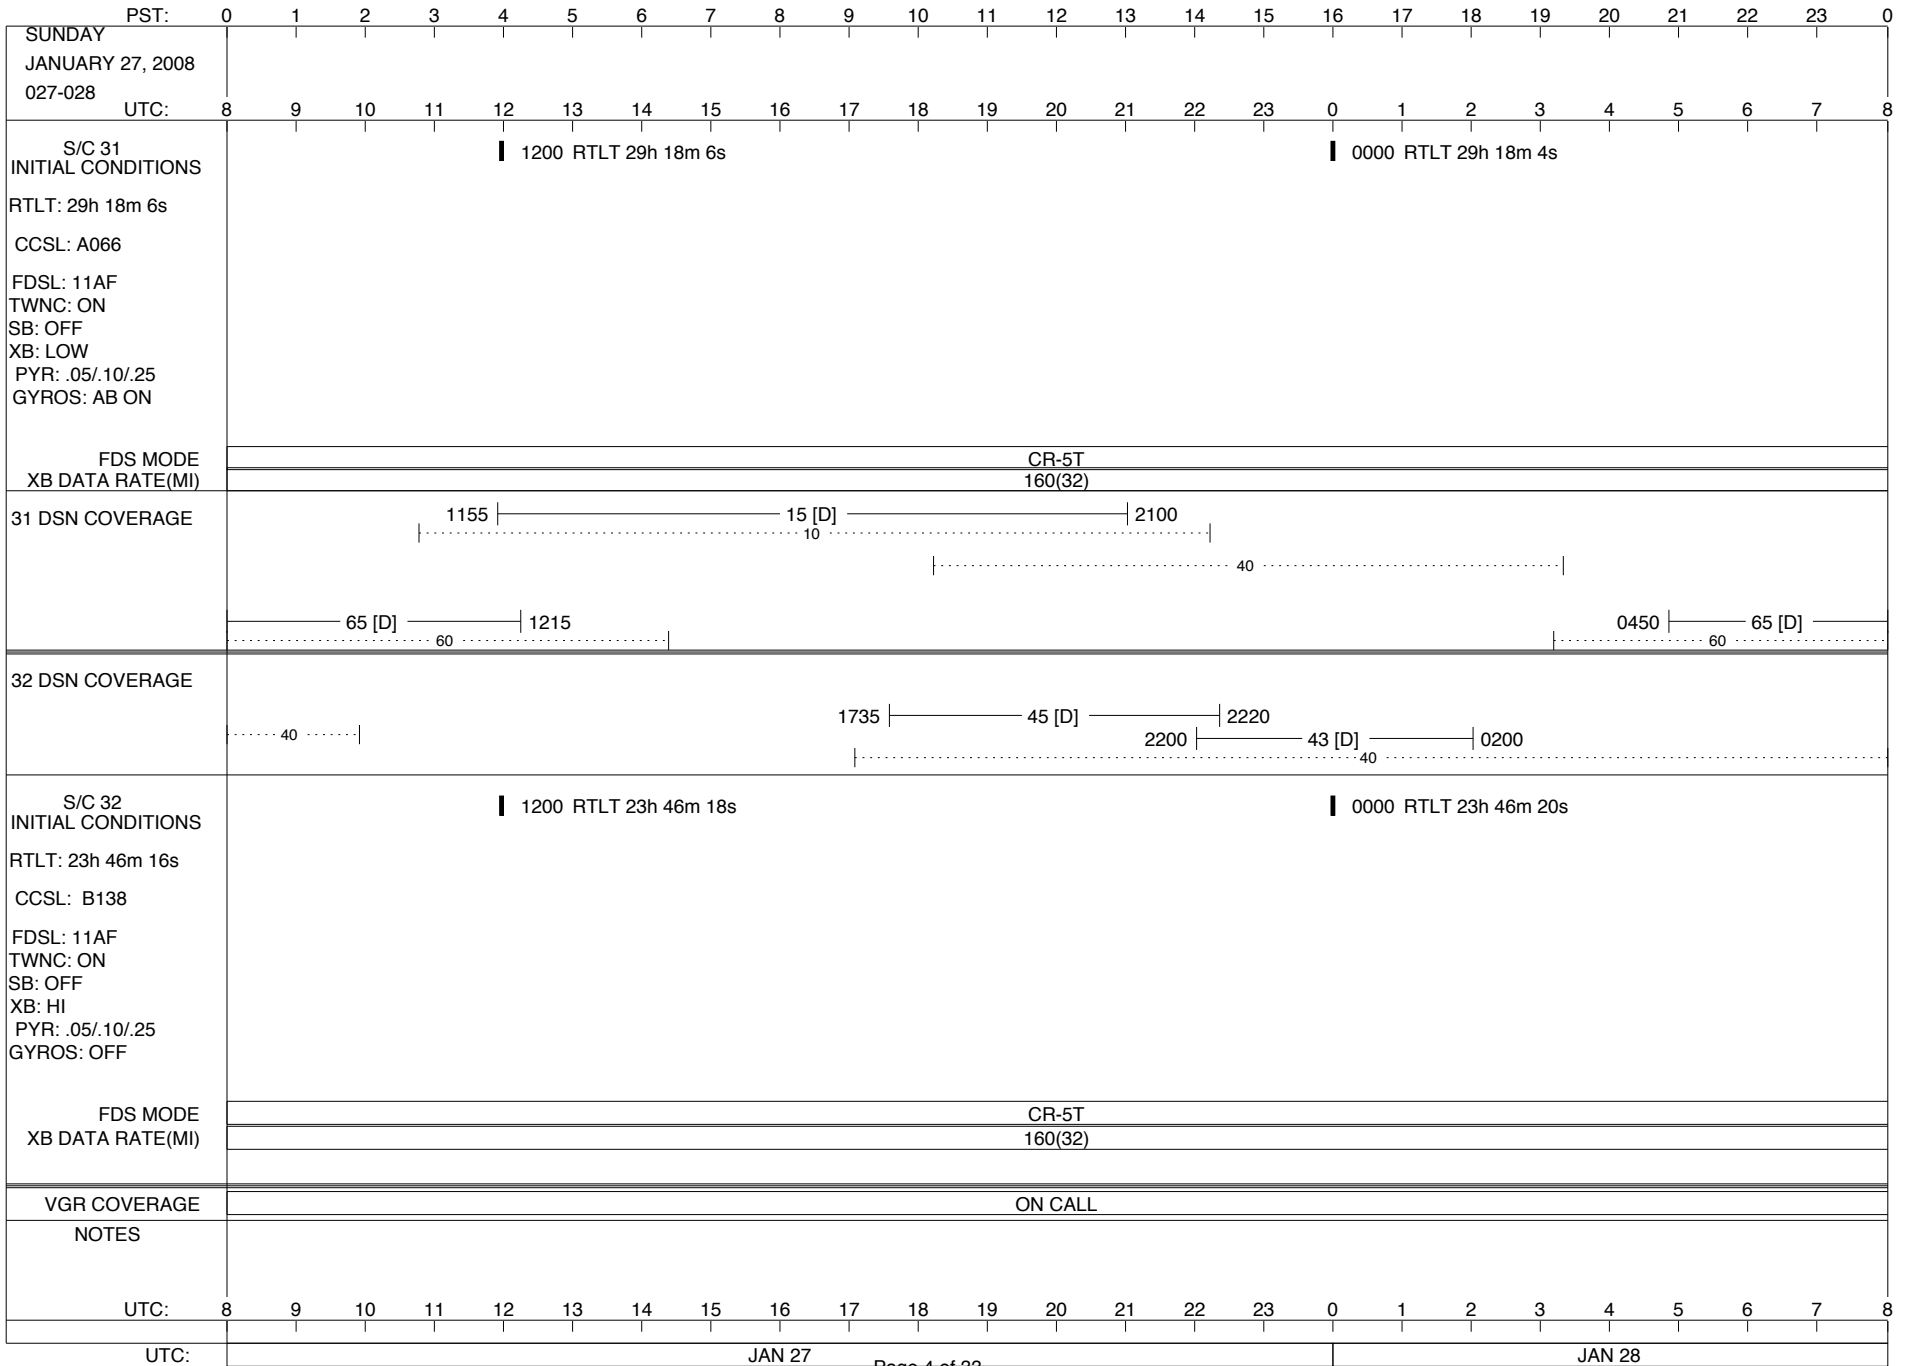 PST: 0 1 2 3 4 5 6 7 8 9 10 11 12 13 14 15 16 17 18 19 20 21 22 23 0
SUNDAY
JANUARY 27, 2008
027-028
UTC: 8 9 10 11 12 13 14 15 16 17 18 19 20 21 22 23 0 1 2 3 4 5 6 7 8
S/C 31
INITIAL CONDITIONS
1200 RTLT 29h 18m 6s
0000 RTLT 29h 18m 4s
RTLT: 29h 18m 6s
CCSL: A066
FDSL: 11AF
TWNC: ON
SB: OFF
XB: LOW
PYR: .05/.10/.25
GYROS: AB ON
FDS MODE CR-5T
XB DATA RATE(MI) 160(32)
31 DSN COVERAGE
1155 15 [D] 2100
10
40
65 [D] 1215
0450 65 [D]
60
60
32 DSN COVERAGE
1735 45 [D] 2220
40
2200 43 [D] 0200
40
S/C 32
INITIAL CONDITIONS
1200 RTLT 23h 46m 18s
0000 RTLT 23h 46m 20s
RTLT: 23h 46m 16s
CCSL: B138
FDSL: 11AF
TWNC: ON
SB: OFF
XB: HI
PYR: .05/.10/.25
GYROS: OFF
FDS MODE CR-5T
XB DATA RATE(MI) 160(32)
VGR COVERAGE ON CALL
NOTES
UTC: 8 9 10 11 12 13 14 15 16 17 18 19 20 21 22 23 0 1 2 3 4 5 6 7 8
UTC: JAN 27 JAN 28
Page 4 of